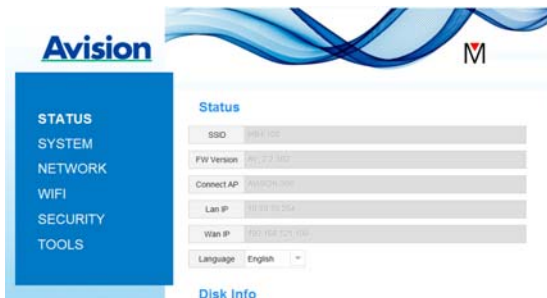 Avision
STATUS
SYSTEM
NETWORK
WIFI
SECURITY
TOOLS
Status
SSID
FW Version
Connect AP
Lan IP
Wan IP
Language English
Disk Info